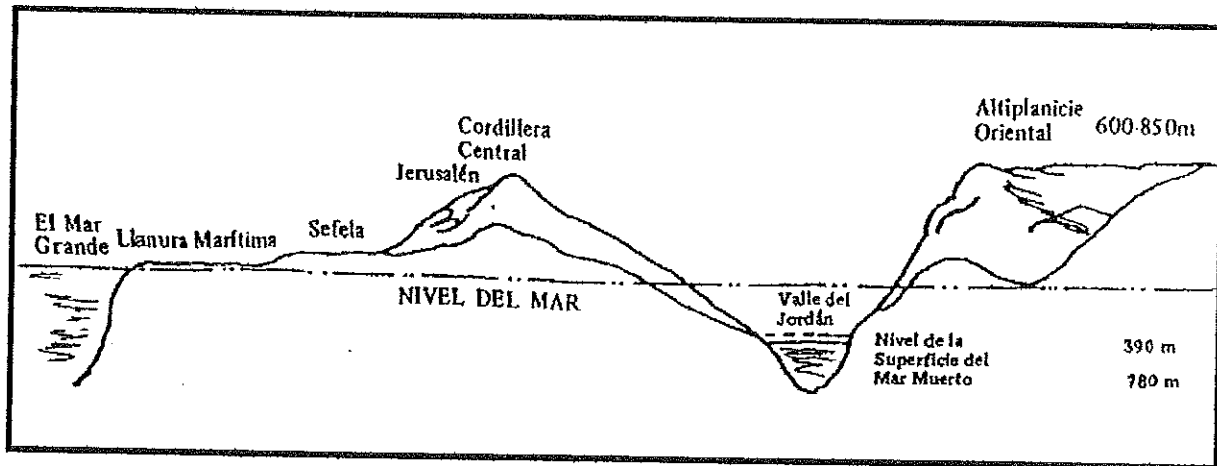 Altiplanicie
Oriental
600-850m
Cordillera
Central
Jerusalén
El Mar
Grande
Llanura Marítima
Sefela
NIVEL DEL MAR
Valle del
Jordán
Nivel de la
Superficie del
Mar Muerto
390 m
780 m